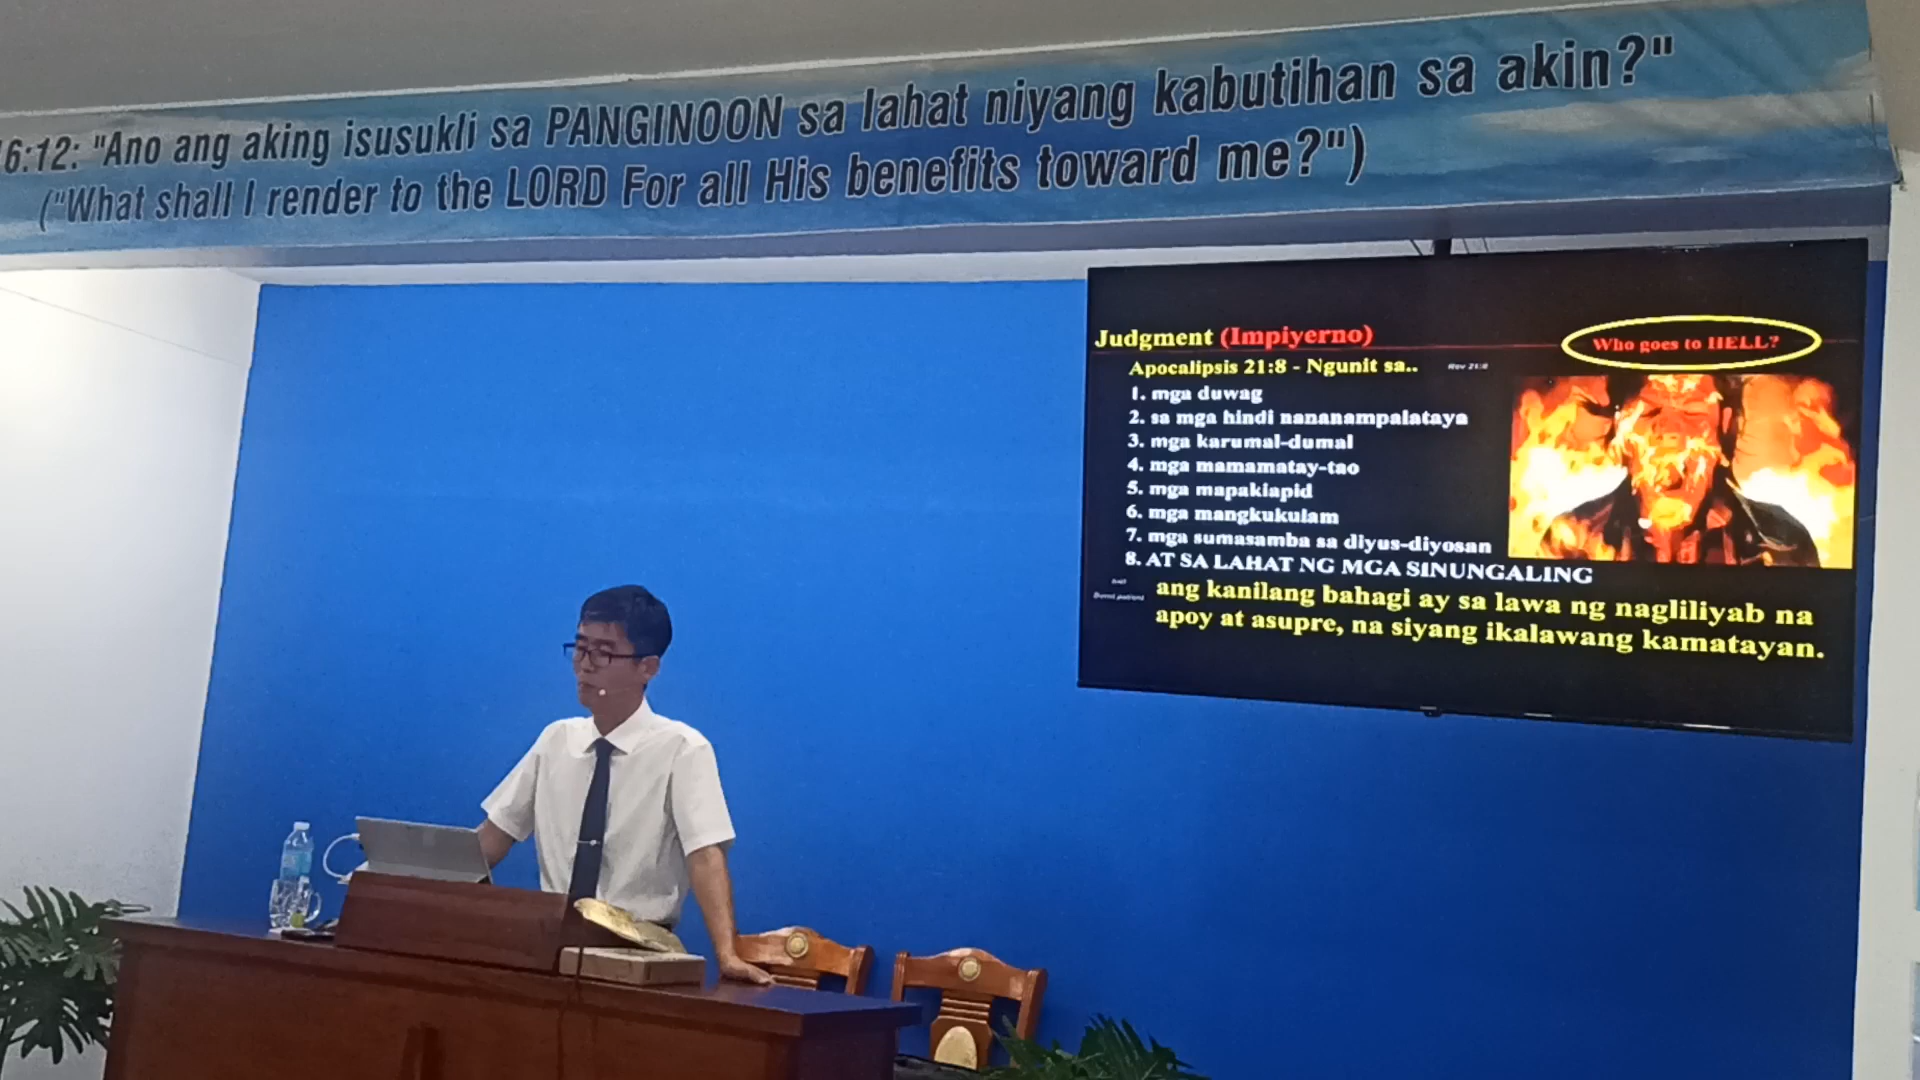 6:12: "Ano ang aking isusukli sa PANGINOON sa lahat niyang kabutihan sa akin?"
("What shall I render to the LORD For all His benefits toward me?")
Judgment (Impiyerno)
Who goes to HELL?
Apocalipsis 21:8 - Ngunit sa..
Rev 21:8
1. mga duwag
2. sa mga hindi nananampalataya
3. mga karumal-dumal
4. mga mamamatay-tao
5. mga mapakiapid
6. mga mangkukulam
7. mga sumasamba sa diyus-diyosan
8. AT SA LAHAT NG MGA SINUNGALING
ang kanilang bahagi ay sa lawa ng nagliliyab na
apoy at asupre, na siyang ikalawang kamatayan.